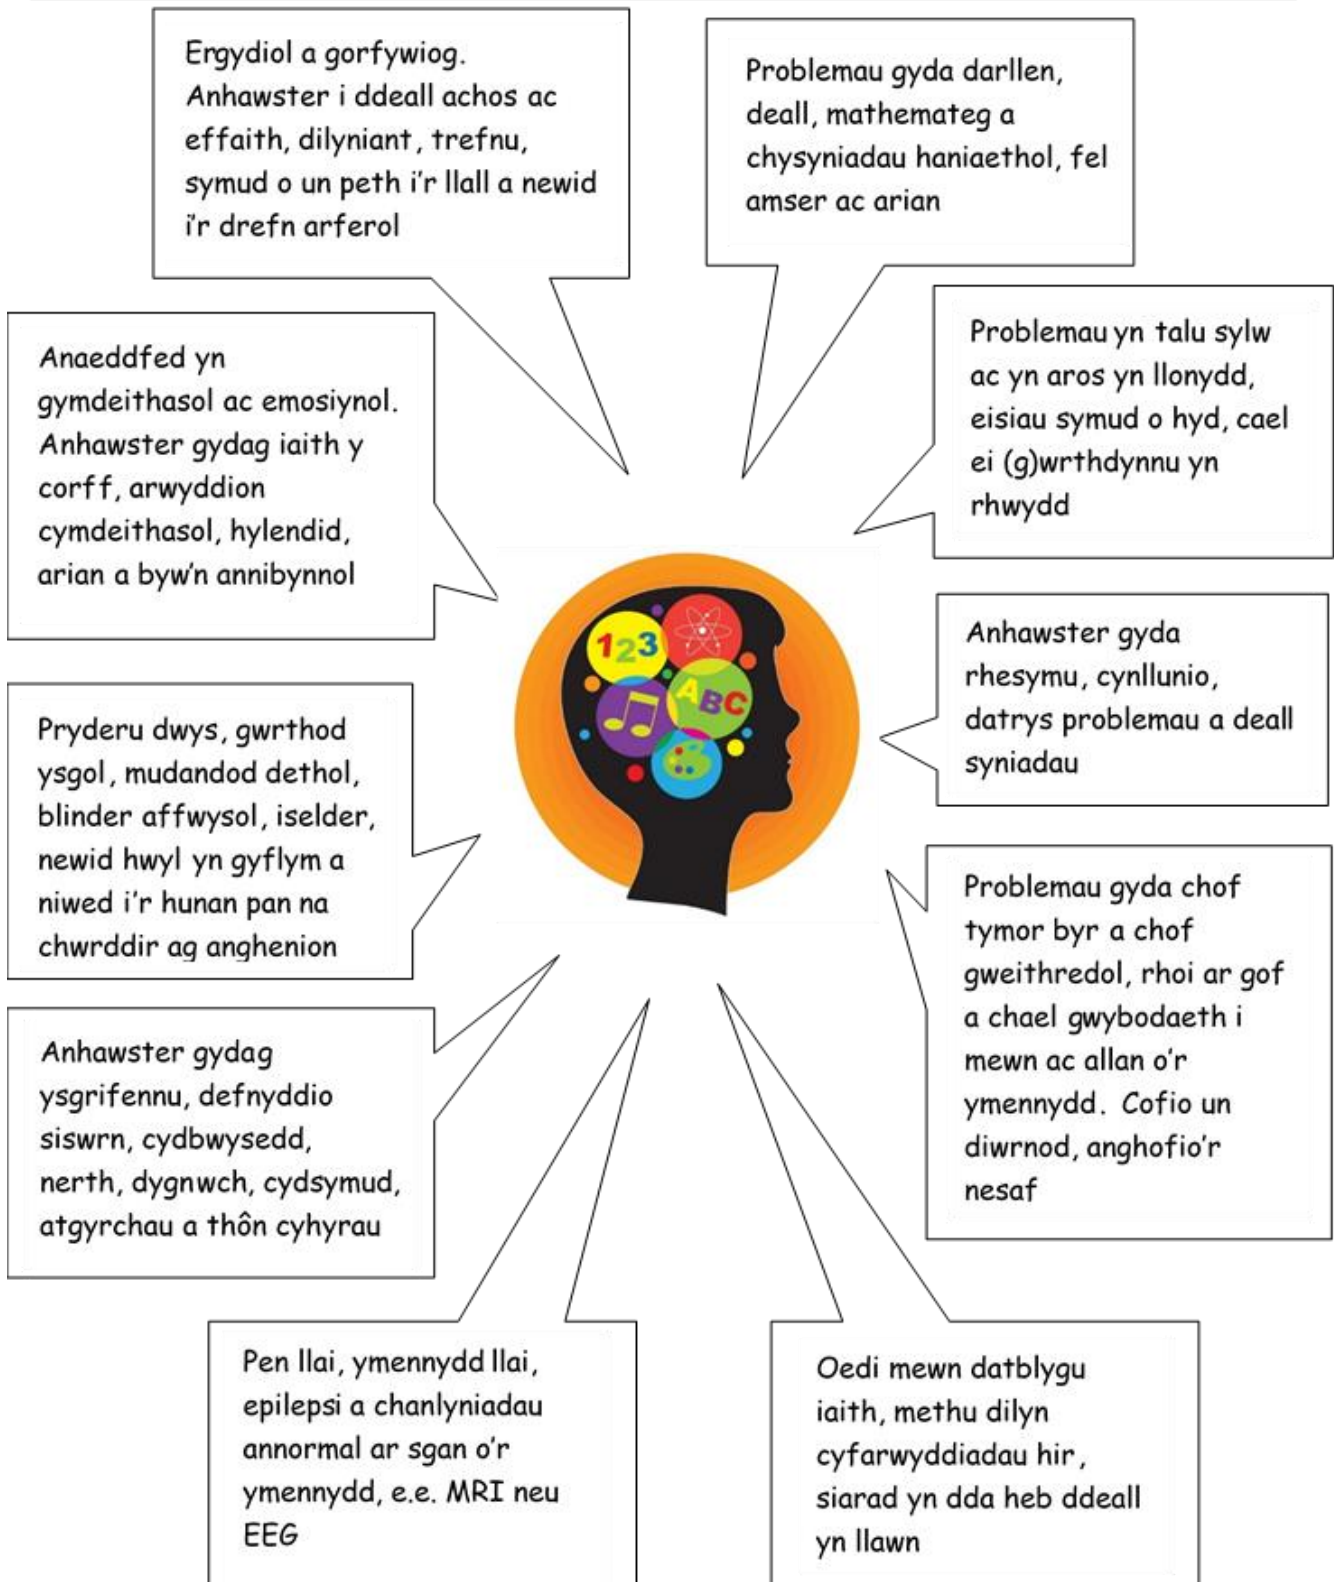 Ergydiol a gorfywiog.
Anhawster i ddeall achos ac
effaith, dilyniant, trefnu,
symud o un peth i'r llall a newid
i'r drefn arferol
Problemau gyda darllen,
deall, mathemateg a
chysyniadau haniaethol, fel
amser ac arian
Anaeddfed yn
gymdeithasol ac emosiynol.
Anhawster gydag iaith y
corff, arwyddion
cymdeithasol, hylendid,
arian a byw'n annibynnol
Problemau yn talu sylw
ac yn aros yn llonydd,
eisiau symud o hyd, cael
ei (g)wrthdynnu yn
rhwydd
123
ABC
Anhawster gyda
rhesymu, cynllunio,
datrys problemau a deall
syniadau
Pryderu dwys, gwrthod
ysgol, mudandod dethol,
blinder affwysol, iselder,
newid hwyl yn gyflym a
niwed i'r hunan pan na
chwrddir ag anghenion
Problemau gyda chof
tymor byr a chof
gweithredol, rhoi ar gof
a chael gwybodaeth i
mewn ac allan o'r
ymennydd. Cofio un
diwrnod, anghofio'r
nesaf
Anhawster gydag
ysgrifennu, defnyddio
siswrn, cydbwysedd,
nerth, dygnwch, cydsymud,
atgyrchau a thôn cyhyrau
Pen llai, ymennydd llai,
epilepsi a chanlyniadau
annormal ar sgan o'r
ymennydd, e.e. MRI neu
EEG
Oedi mewn datblygu
iaith, methu dilyn
cyfarwyddiadau hir,
siarad yn dda heb ddeall
yn llawn